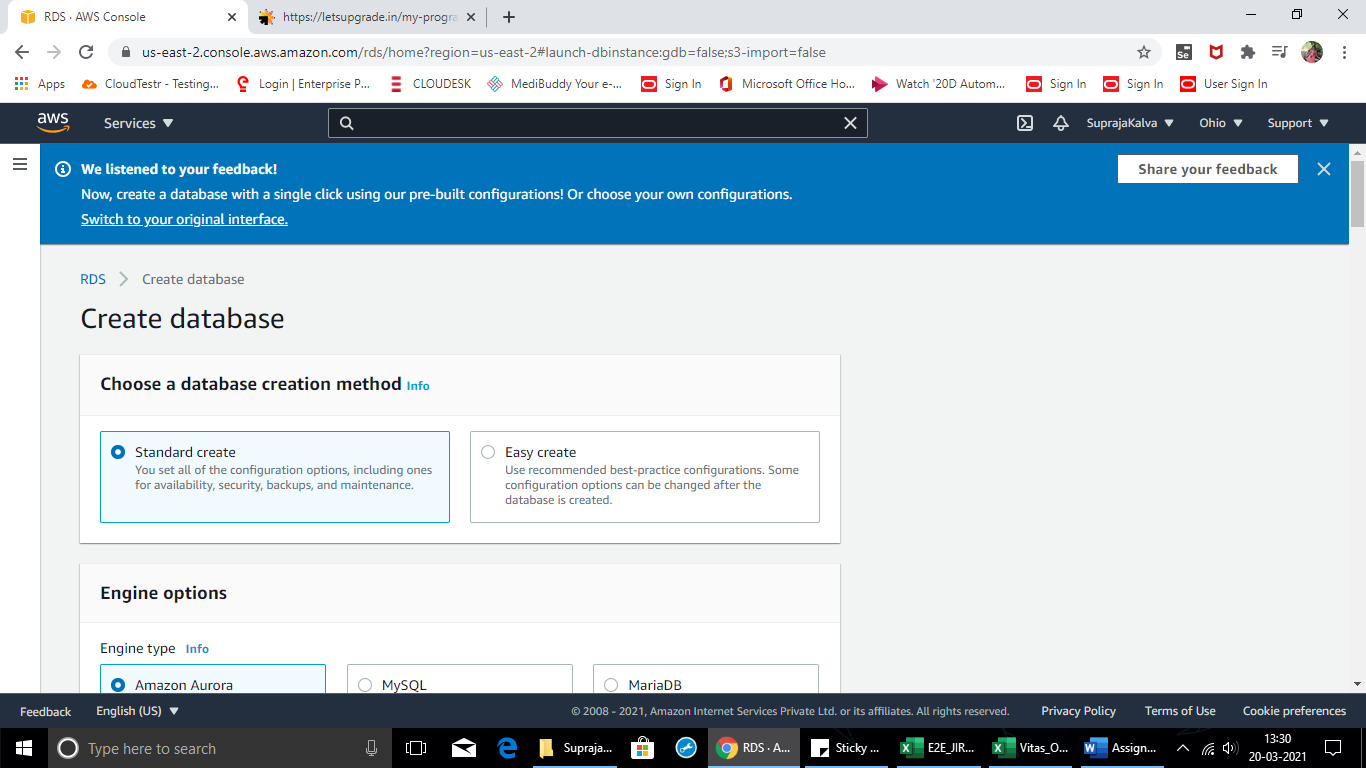 RDS · AWS Console
https://letsupgrade.in/my-progra
us-east-2.console.aws.amazon.com/rds/home?region=us-east-2#launch-dbinstance:gdb=false;s3-import=false
Se
Apps
CloudTestr - Testing...
Login | Enterprise P...
CLOUDESK
MediBuddy Your e-...
Sign In
Microsoft Office Ho...
Watch '20D Autom...
Sign In
Sign In
User Sign In
aws
Services
SuprajaKalva
Ohio
Support
We listened to your feedback!
Now, create a database with a single click using our pre-built configurations! Or choose your own configurations.
Switch to your original interface.
Share your feedback
RDS
Create database
Create database
Choose a database creation method Info
Standard create
You set all of the configuration options, including ones
for availability, security, backups, and maintenance.
Easy create
Use recommended best-practice configurations. Some
configuration options can be changed after the
database is created.
Engine options
Engine type Info
Amazon Aurora
MySQL
MariaDB
Feedback
English (US)
© 2008 - 2021, Amazon Internet Services Private Ltd. or its affiliates. All rights reserved.
Privacy Policy
Terms of Use
Cookie preferences
Type here to search
Supraja...
RDS · A...
Sticky ...
E2E_JIR...
Vitas_O...
Assign...
13:30
20-03-2021